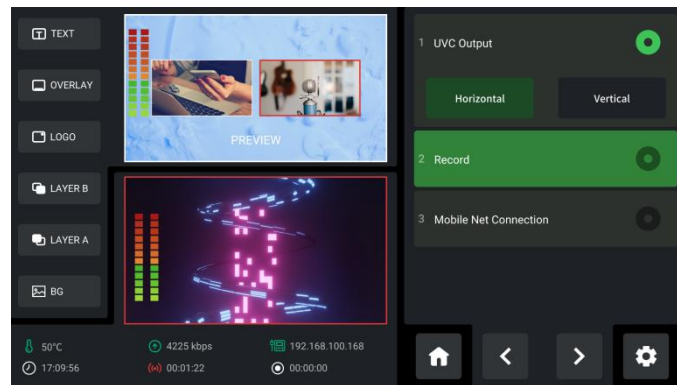 TEXT
OVERLAY
LOGO
LAYER B
LAYER A
BG
PREVIEW
50°C
4225 kbps
192.168.100.168
17:09:56
00:01:22
00:00:00
1 UVC Output
Horizontal
Vertical
2 Record
3 Mobile Net Connection